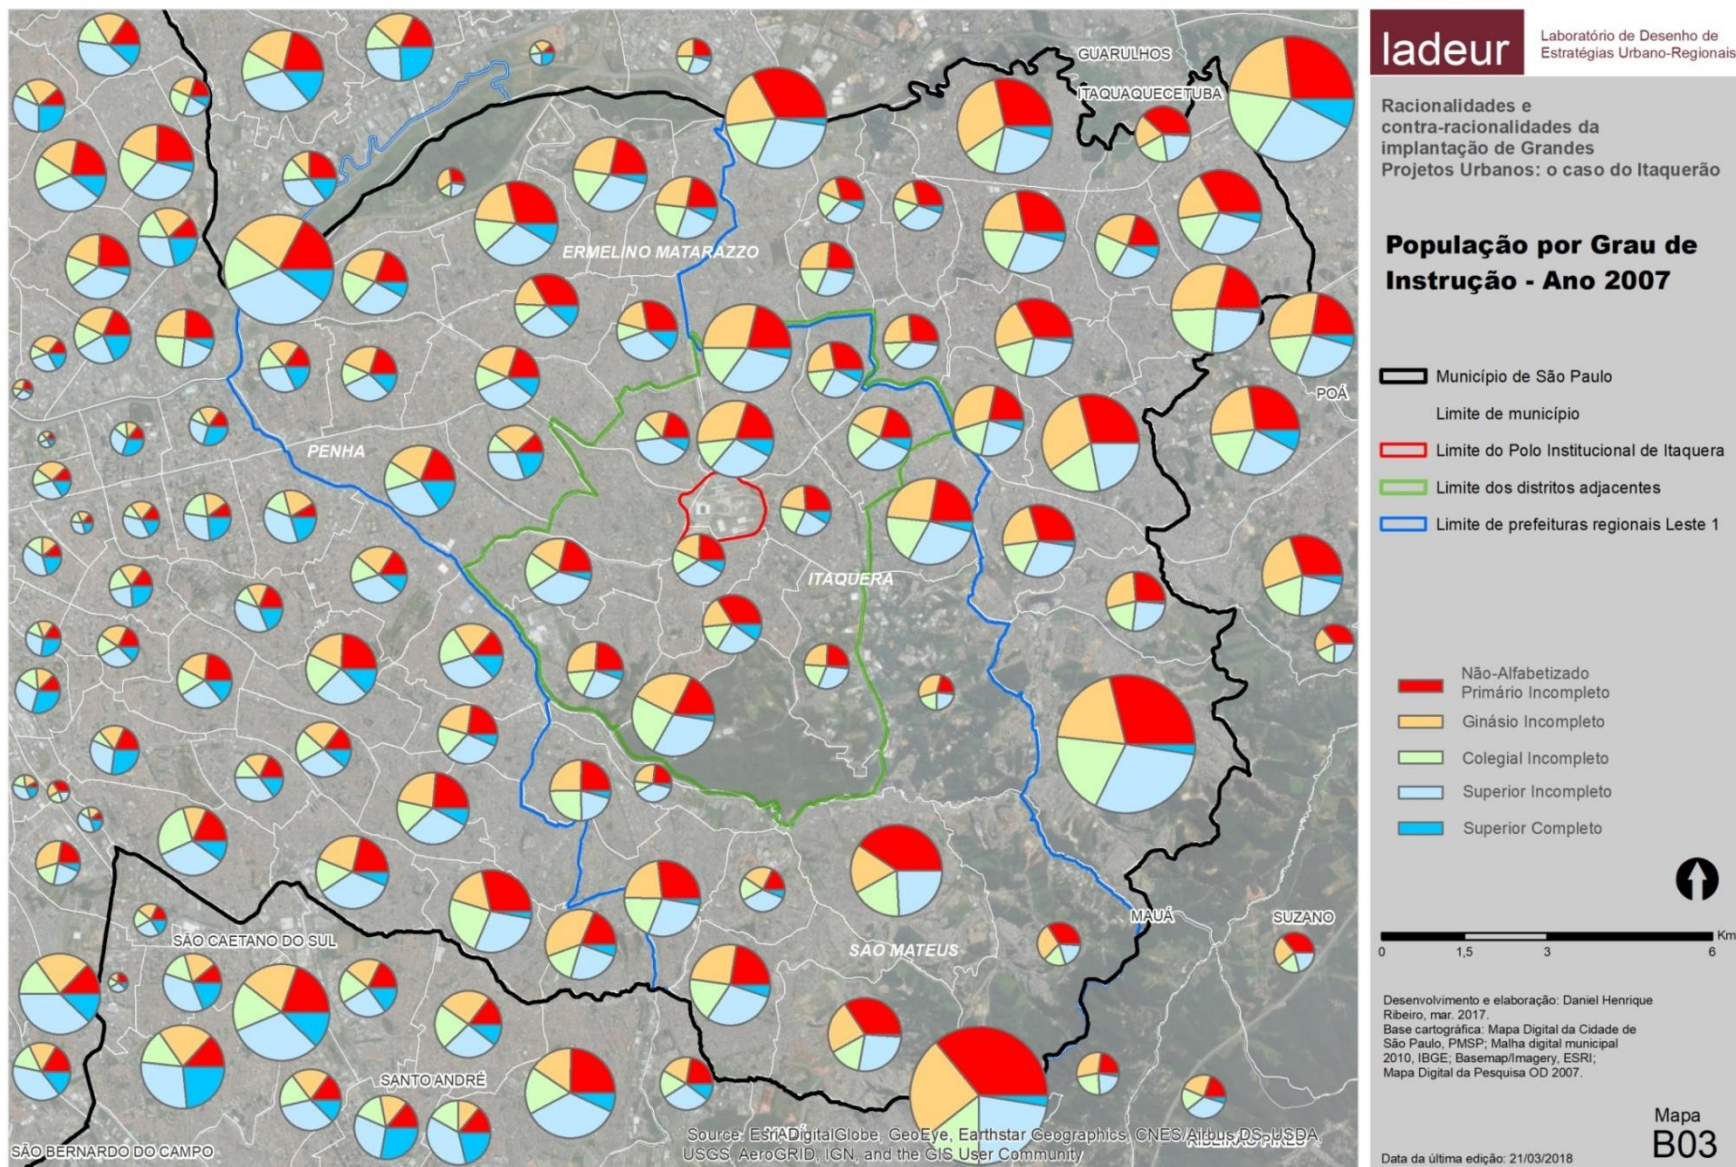 GUARULHOS
ITAQUAQUECETUBA
ERMELINO MATARAZZO
POÁ
PENHA
ITAQUERA
MAUÁ
SUZANO
SÃO CAETANO DO SUL
SÃO MATEUS
SANTO ANDRÉ
SÃO BERNARDO DO CAMPO
Source: Esri, DigitalGlobe, GeoEye, Earthstar Geographics, CNES/Airbus DS, USDA,
USGS, AeroGRID, IGN, and the GIS User Community
ladeur
Laboratório de Desenho de
Estratégias Urbano-Regionais
Racionalidades e
contra-racionalidades da
implantação de Grandes
Projetos Urbanos: o caso do Itaquerão
População por Grau de
Instrução - Ano 2007
Município de São Paulo
Limite de município
Limite do Polo Institucional de Itaquera
Limite dos distritos adjacentes
Limite de prefeituras regionais Leste 1
Não-Alfabetizado
Primário Incompleto
Ginásio Incompleto
Colegial Incompleto
Superior Incompleto
Superior Completo
Km
0 1,5 3 6
Desenvolvimento e elaboração: Daniel Henrique
Ribeiro, mar. 2017.
Base cartográfica: Mapa Digital da Cidade de
São Paulo, PMSP; Malha digital municipal
2010, IBGE; Basemap/Imagery, ESRI;
Mapa Digital da Pesquisa OD 2007.
Mapa
B03
Data da última edição: 21/03/2018